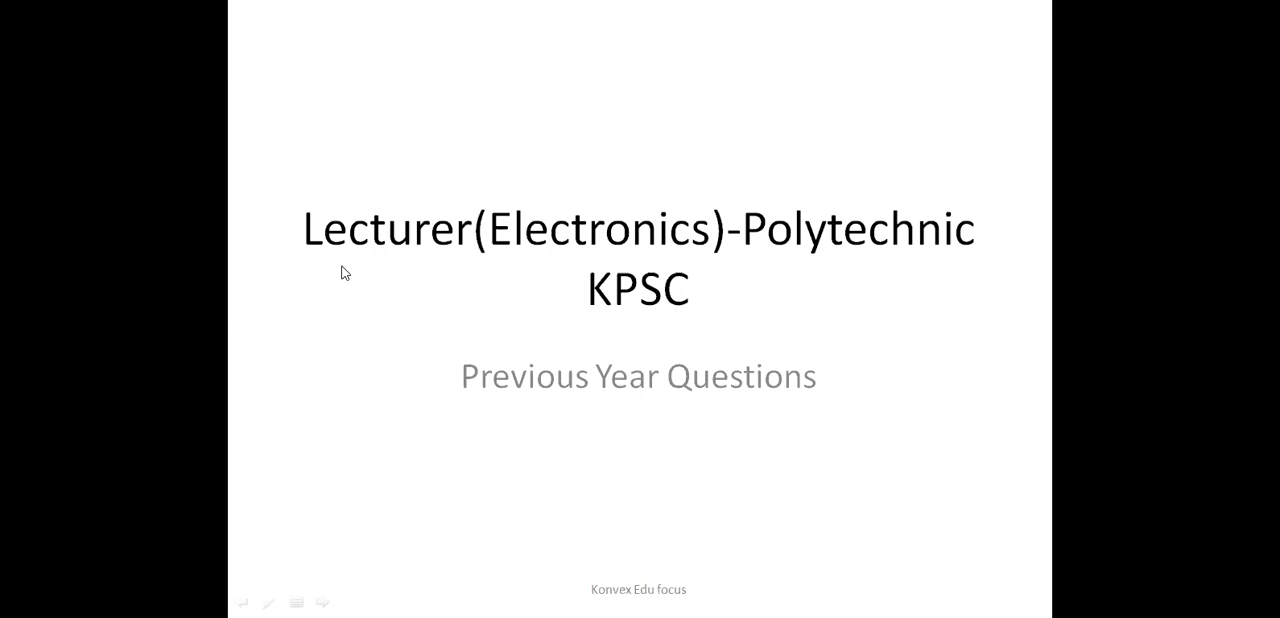 Lecturer(Electronics)-Polytechnic
KPSC
Previous Year Questions
Konvex Edu focus